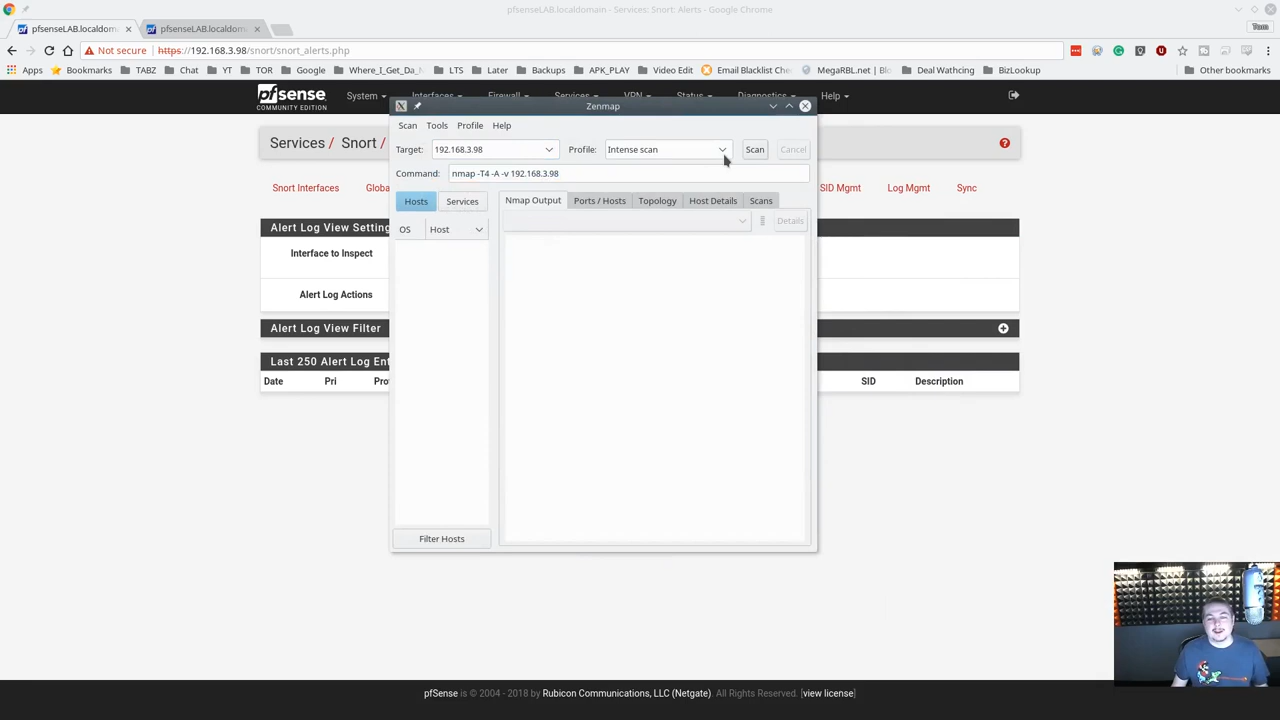 pfsenseLAB.localdomain - Services: Snort: Alerts - Google Chrome
pfsenseLAB.localdoma
pfsenseLAB.localdo
Tom
Not secure
https://192.168.3.98/snort/snort_alerts.php
Apps
Bookmarks
TABZ
Chat
YT
TOR
Google
Where_I_Get_Da_
LTS
Later
Backups
APK_PLAY
Video Edit
Email Blacklist Che
MegaRBL.net
Deal Wathcing
BizLookup
Other bookmarks
pfsense
COMMUNITY EDITION
System
Interfaces
Firewall
Services
VPN
Status
Diagnostics
Help
Zenmap
Scan
Tools
Profile
Help
Services / Snort /
Target:
192.168.3.98
Profile:
Intense scan
Scan
Cancel
Command:
nmap -T4 -A -v 192.168.3.98
Snort Interfaces
Globa
SID Mgmt
Log Mgmt
Sync
Hosts
Services
Nmap Output
Ports / Hosts
Topology
Host Details
Scans
Details
OS
Host
Alert Log View Setting
Interface to Inspect
Alert Log Actions
Alert Log View Filter
Last 250 Alert Log Ent
Date
Pri
Pro
SID
Description
Filter Hosts
pfSense is © 2004 - 2018 by Rubicon Communications, LLC (Netgate). All Rights Reserved. [view license]